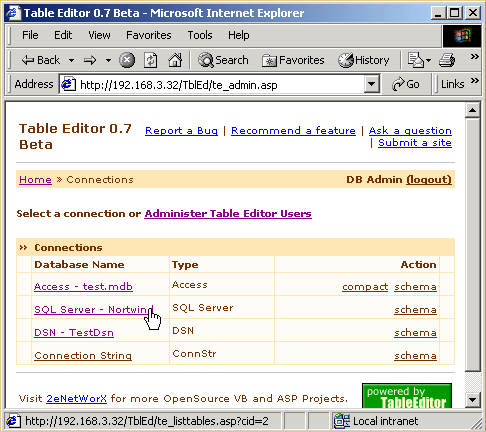 Table Editor 0.7 Beta - Microsoft Internet Explorer
File Edit View Favorites Tools Help
Back Search Favorites History »
Address http://192.168.3.32/TblEd/te_admin.asp Go Links »
Table Editor 0.7 Beta
Report a Bug | Recommend a feature | Ask a question | Submit a site
Home » Connections DB Admin (logout)
Select a connection or Administer Table Editor Users
›› Connections
Database Name Type Action
Access - test.mdb Access compact schema
SQL Server - Nortwind SQL Server schema
DSN - TestDsn DSN schema
Connection String ConnStr schema
Visit 2eNetWorX for more OpenSource VB and ASP Projects.
powered by
TableEditor
http://192.168.3.32/TblEd/te_listtables.asp?cid=2 Local intranet